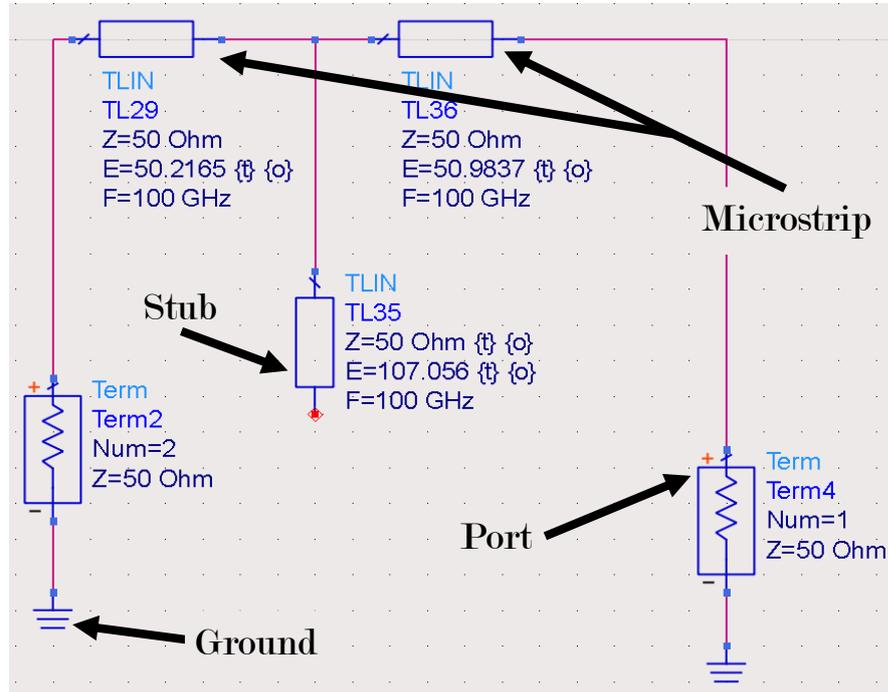 TLIN
TL29
Z=50 Ohm
E=50.2165 {t} {o}
F=100 GHz
TLIN
TL36
Z=50 Ohm
E=50.9837 {t} {o}
F=100 GHz
Microstrip
Stub
TLIN
TL35
Z=50 Ohm {t} {o}
E=107.056 {t} {o}
F=100 GHz
+
Term
Term2
Num=2
Z=50 Ohm
−
Port
+
Term
Term4
Num=1
Z=50 Ohm
−
Ground